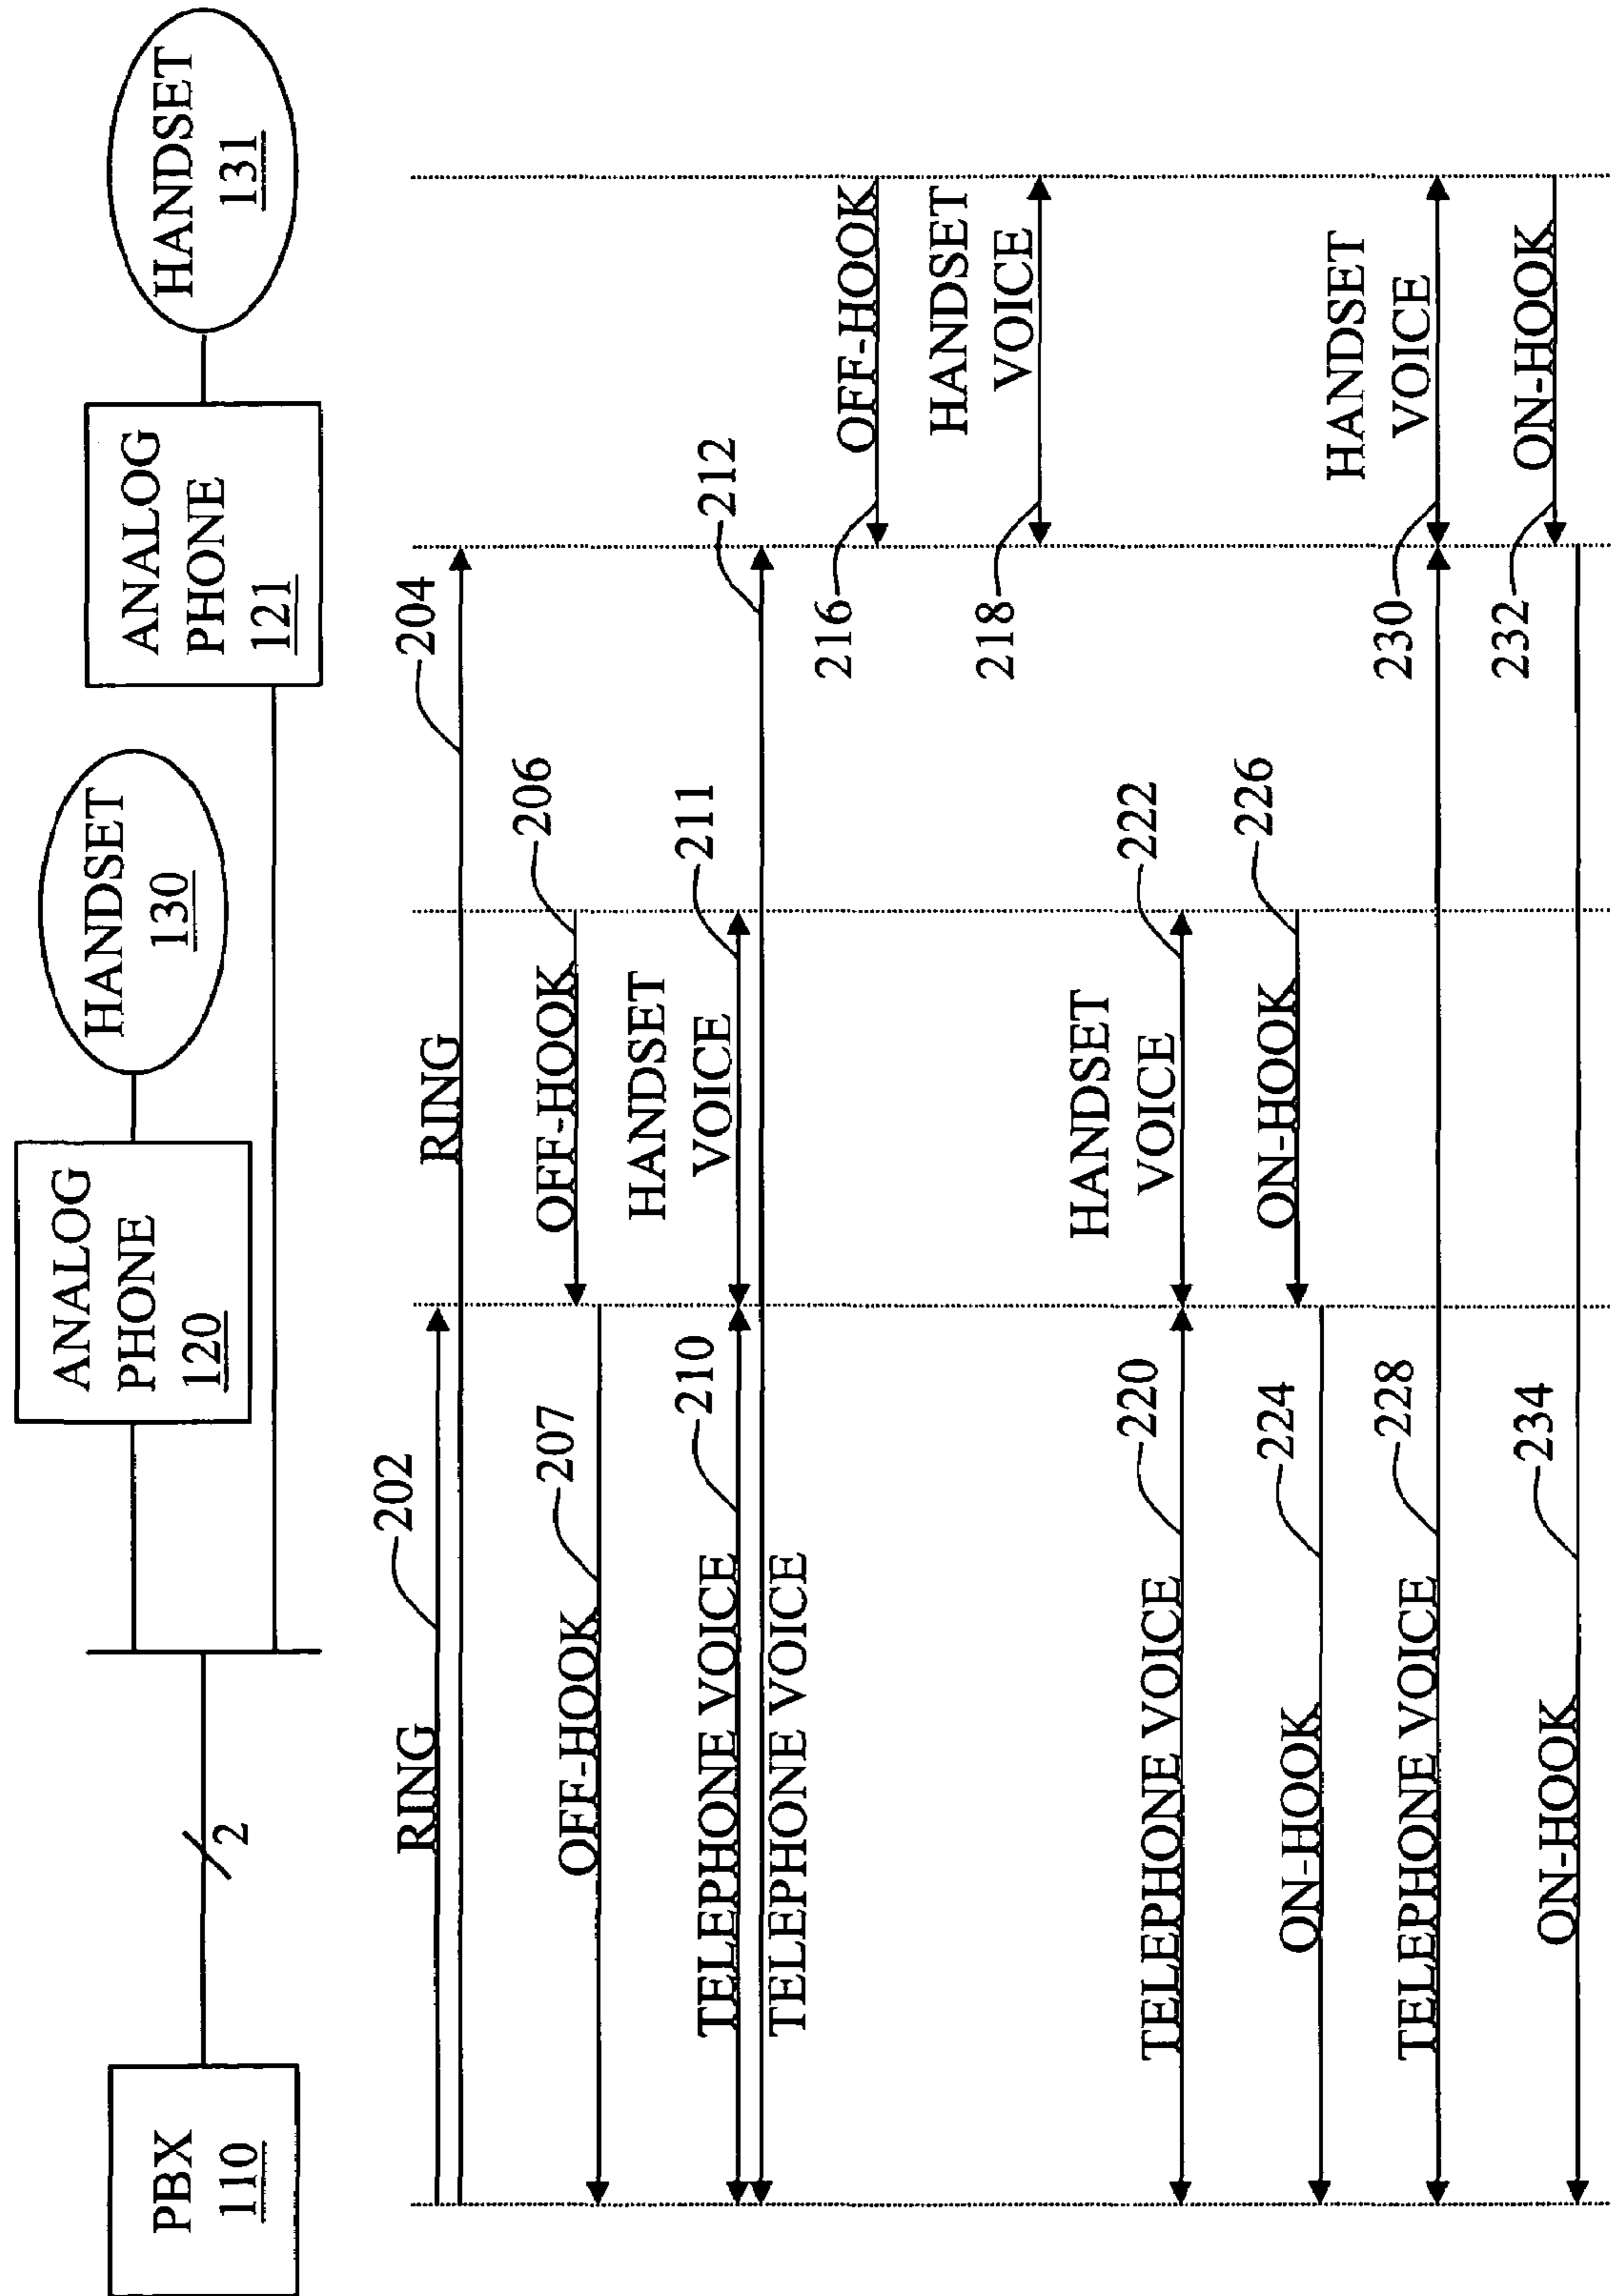 PBX
110
2
ANALOG
PHONE
120
HANDSET
130
ANALOG
PHONE
121
HANDSET
131
RING
202
RING
204
OFF-HOOK
206
OFF-HOOK
207
TELEPHONE VOICE
210
HANDSET
VOICE
211
TELEPHONE VOICE
212
OFF-HOOK
216
HANDSET
VOICE
218
TELEPHONE VOICE
220
HANDSET
VOICE
222
ON-HOOK
226
ON-HOOK
224
TELEPHONE VOICE
228
HANDSET
VOICE
230
ON-HOOK
232
ON-HOOK
234